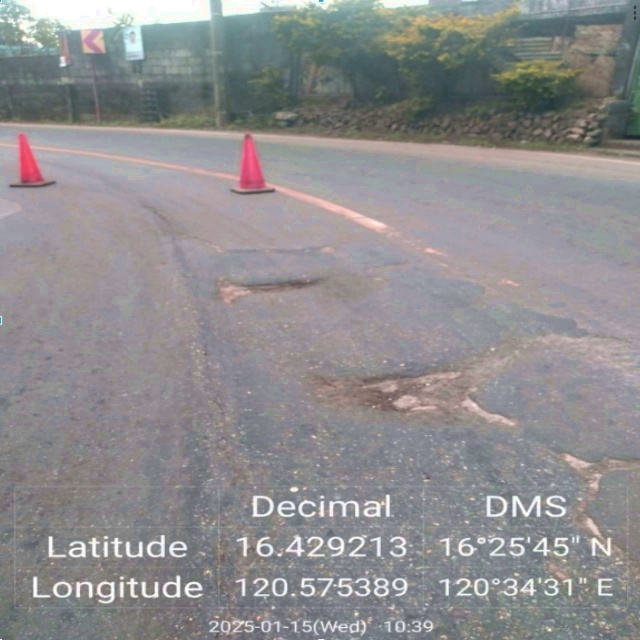 Decimal DMS
Latitude 16.429213 16°25'45" N
Longitude 120.575389 120°34'31" E
2025-01-15(Wed) 10:39